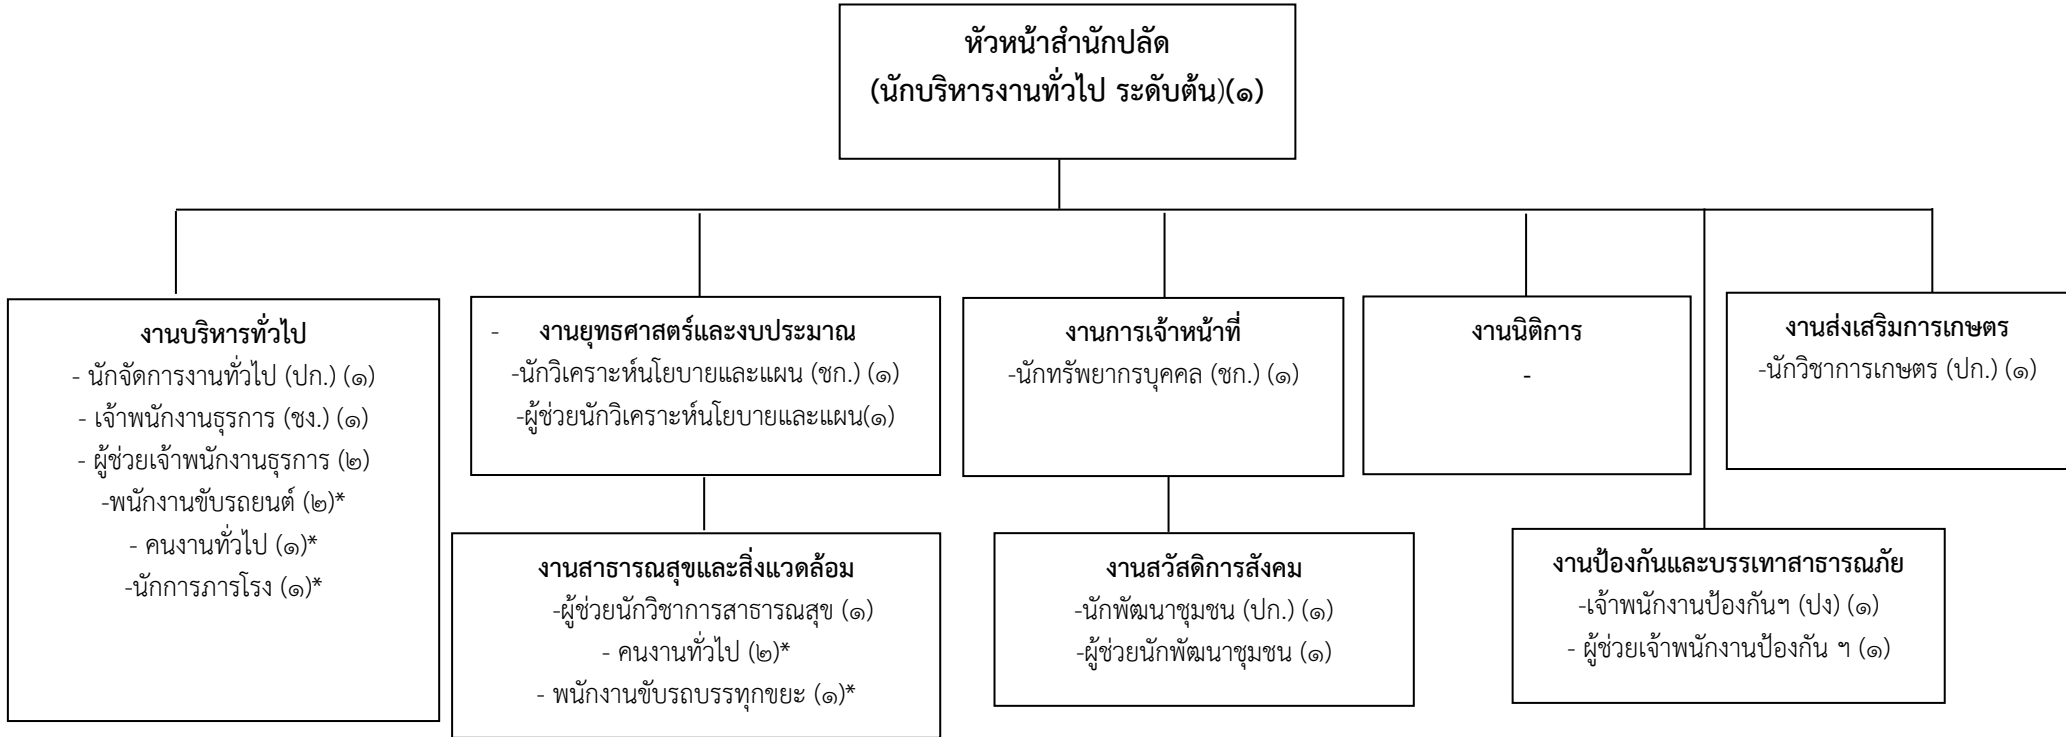 หัวหน้าสำนักปลัด
(นักบริหารงานทั่วไป ระดับต้น)(๑)
งานบริหารทั่วไป
- นักจัดการงานทั่วไป (ปก.) (๑)
- เจ้าพนักงานธุรการ (ชง.) (๑)
- ผู้ช่วยเจ้าพนักงานธุรการ (๒)
-พนักงานขับรถยนต์ (๒)*
- คนงานทั่วไป (๑)*
-นักการภารโรง (๑)*
- งานยุทธศาสตร์และงบประมาณ
-นักวิเคราะห์นโยบายและแผน (ชก.) (๑)
-ผู้ช่วยนักวิเคราะห์นโยบายและแผน(๑)
งานการเจ้าหน้าที่
-นักทรัพยากรบุคคล (ชก.) (๑)
งานนิติการ
-
งานส่งเสริมการเกษตร
-นักวิชาการเกษตร (ปก.) (๑)
งานสาธารณสุขและสิ่งแวดล้อม
-ผู้ช่วยนักวิชาการสาธารณสุข (๑)
- คนงานทั่วไป (๒)*
- พนักงานขับรถบรรทุกขยะ (๑)*
งานสวัสดิการสังคม
-นักพัฒนาชุมชน (ปก.) (๑)
-ผู้ช่วยนักพัฒนาชุมชน (๑)
งานป้องกันและบรรเทาสาธารณภัย
-เจ้าพนักงานป้องกันฯ (ปง) (๑)
- ผู้ช่วยเจ้าพนักงานป้องกัน ฯ (๑)